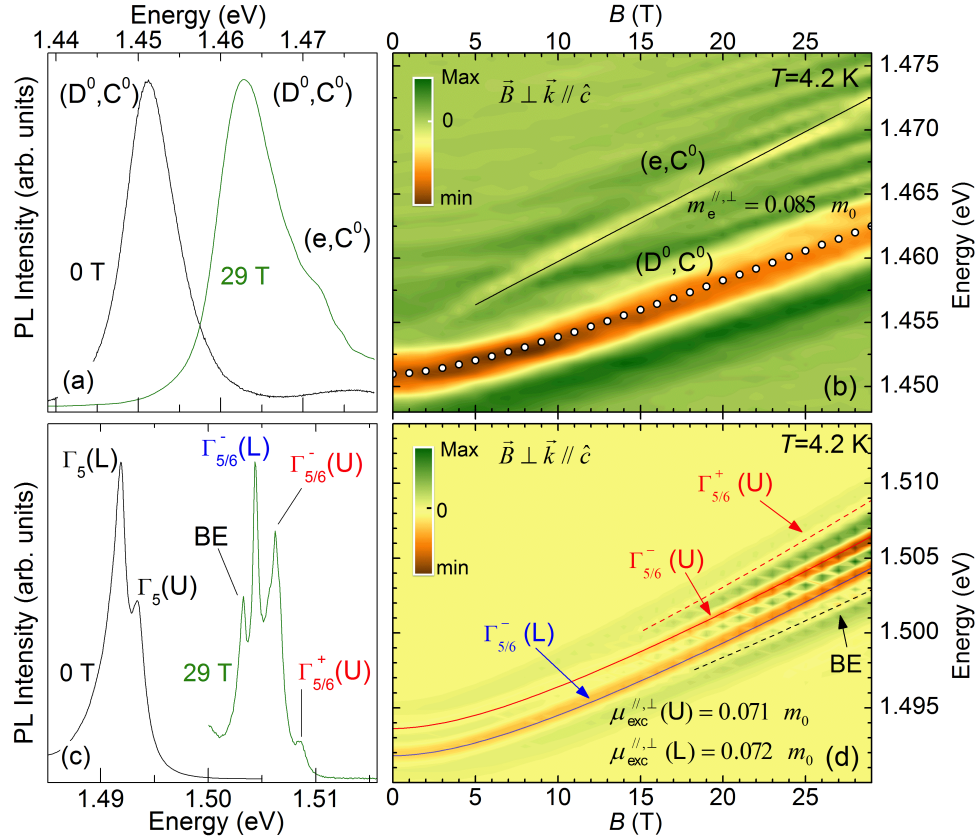 Energy (eV)
1.44 1.45 1.46 1.47
PL Intensity (arb. units)
(D⁰,C⁰)
(D⁰,C⁰)
(e,C⁰)
0 T
29 T
(a)
B (T)
0 5 10 15 20 25
Max
0
min
B⃗ ⊥ k⃗ // ĉ
T=4.2 K
(e,C⁰)
mₑ^{//,⊥} = 0.085 m₀
(D⁰,C⁰)
(b)
1.475
1.470
1.465
1.460
1.455
1.450
Energy (eV)
PL Intensity (arb. units)
Γ₅(L)
Γ₅(U)
Γ⁻₅/₆(L)
Γ⁻₅/₆(U)
BE
Γ⁺₅/₆(U)
0 T
29 T
(c)
1.49 1.50 1.51
Energy (eV)
Max
0
min
B⃗ ⊥ k⃗ // ĉ
T=4.2 K
Γ⁺₅/₆ (U)
Γ⁻₅/₆ (U)
Γ⁻₅/₆ (L)
BE
μ_exc^{//,⊥}(U) = 0.071 m₀
μ_exc^{//,⊥}(L) = 0.072 m₀
(d)
1.510
1.505
1.500
1.495
Energy (eV)
0 5 10 15 20 25
B (T)